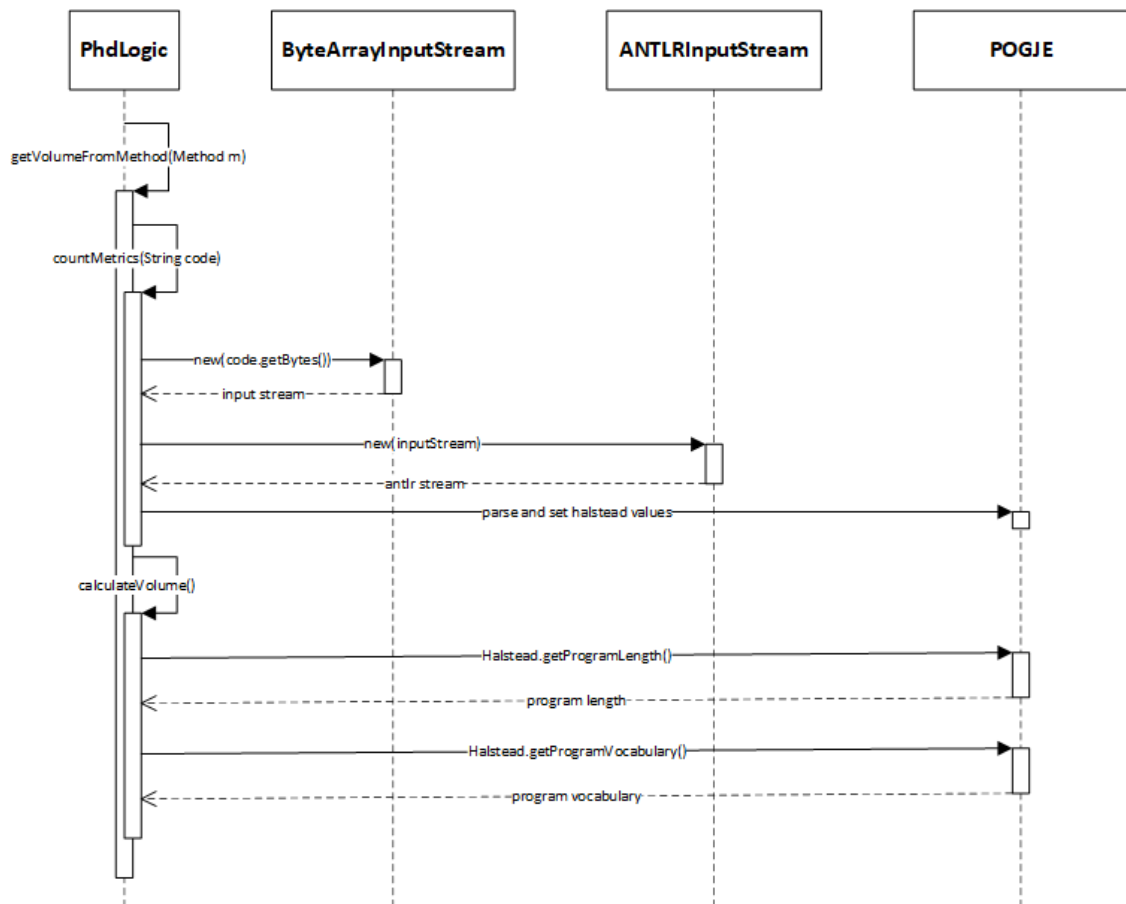 PhdLogic
ByteArrayInputStream
ANTLRInputStream
POGJE
getVolumeFromMethod(Method m)
countMetrics(String code)
new(code.getBytes())
input stream
new(inputStream)
antlr stream
parse and set halstead values
calculateVolume()
Halstead.getProgramLength()
program length
Halstead.getProgramVocabulary()
program vocabulary